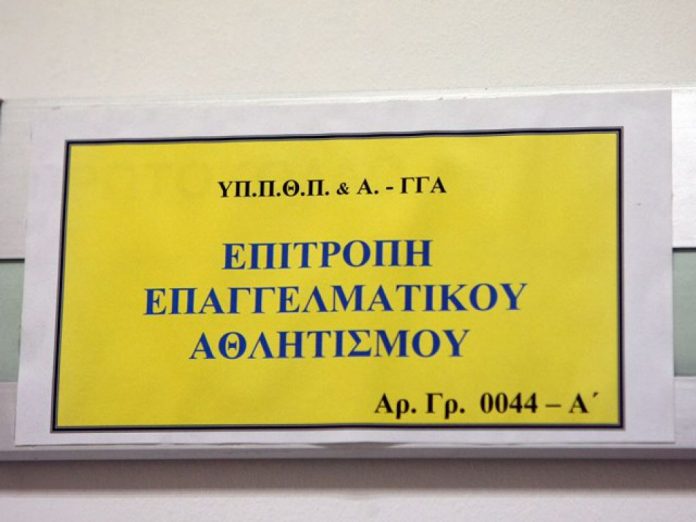 ΥΠ.Π.Θ.Π. & Α. - ΓΓΑ
ΕΠΙΤΡΟΠΗ
ΕΠΑΓΓΕΛΜΑΤΙΚΟΥ
ΑΘΛΗΤΙΣΜΟΥ
Αρ. Γρ. 0044 – Α΄